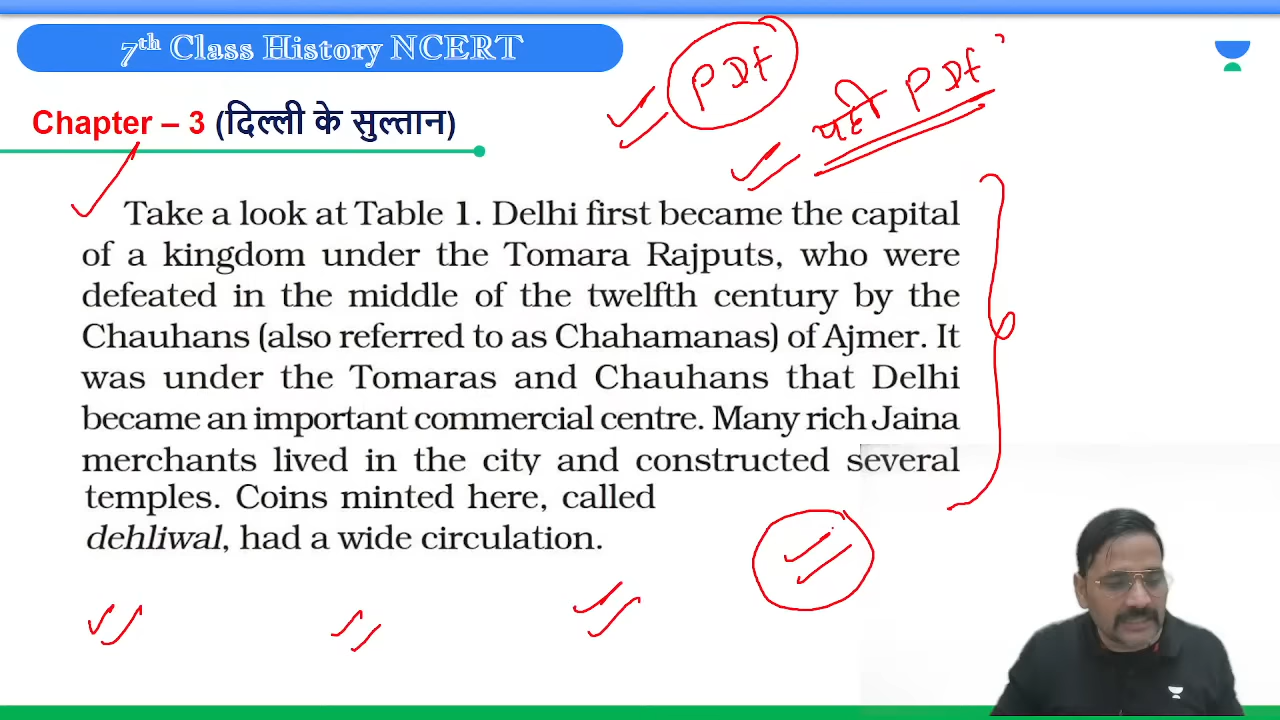 7th Class History NCERT
PDF
यही PDF
Chapter – 3 (दिल्ली के सुल्तान)
Take a look at Table 1. Delhi first became the capital
of a kingdom under the Tomara Rajputs, who were
defeated in the middle of the twelfth century by the
Chauhans (also referred to as Chahamanas) of Ajmer. It
was under the Tomaras and Chauhans that Delhi
became an important commercial centre. Many rich Jaina
merchants lived in the city and constructed several
temples. Coins minted here, called
dehliwal, had a wide circulation.